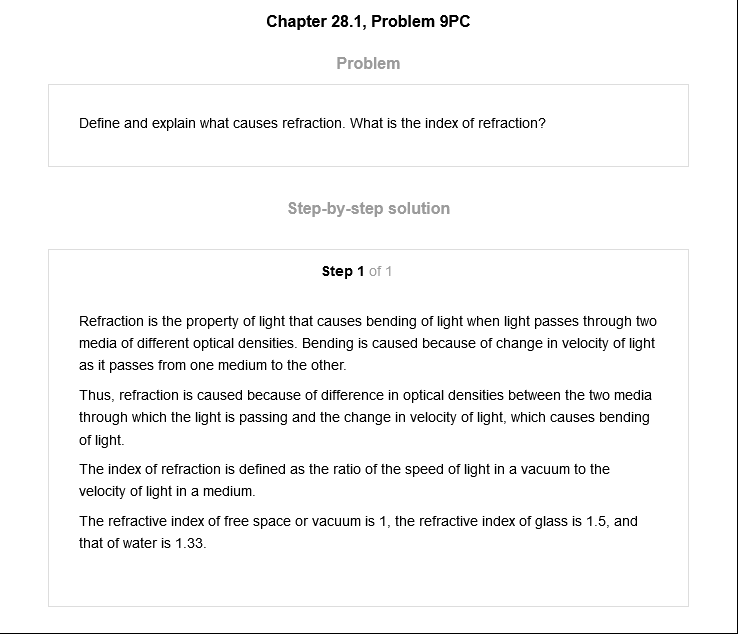 Chapter 28.1, Problem 9PC
Problem
Define and explain what causes refraction. What is the index of refraction?
Step-by-step solution
Step 1 of 1
Refraction is the property of light that causes bending of light when light passes through two
media of different optical densities. Bending is caused because of change in velocity of light
as it passes from one medium to the other.
Thus, refraction is caused because of difference in optical densities between the two media
through which the light is passing and the change in velocity of light, which causes bending
of light.
The index of refraction is defined as the ratio of the speed of light in a vacuum to the
velocity of light in a medium.
The refractive index of free space or vacuum is 1, the refractive index of glass is 1.5, and
that of water is 1.33.